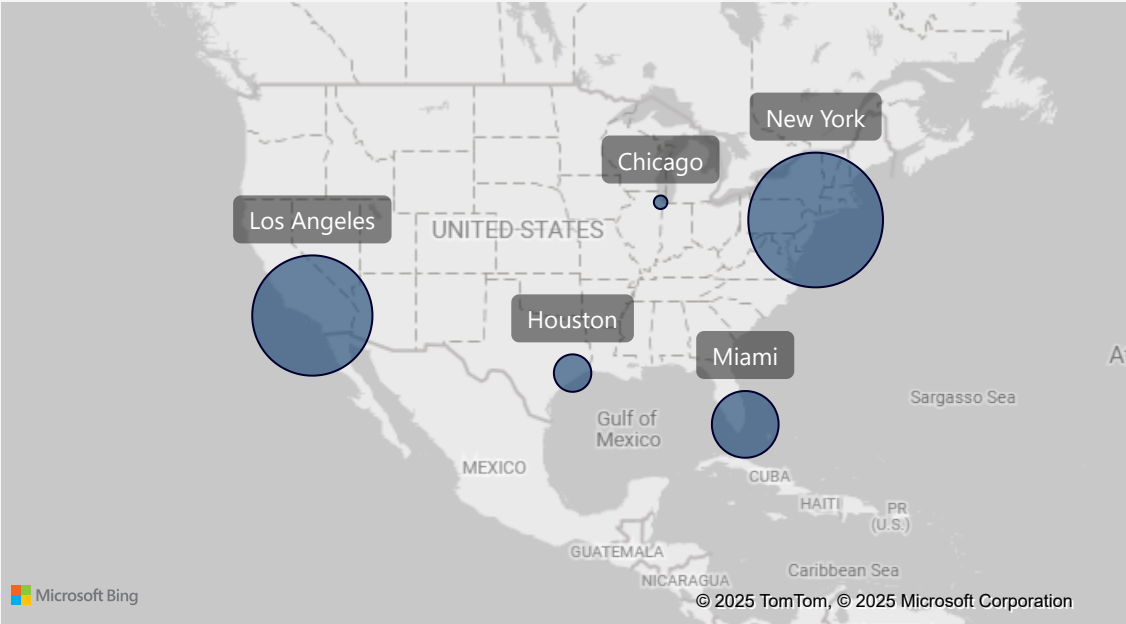 New York
Chicago
Los Angeles
UNITED STATES
Houston
Miami
Sargasso Sea
Gulf of
Mexico
MEXICO
CUBA
HAITI
PR
(U.S.)
GUATEMALA
Caribbean Sea
NICARAGUA
Microsoft Bing
© 2025 TomTom, © 2025 Microsoft Corporation